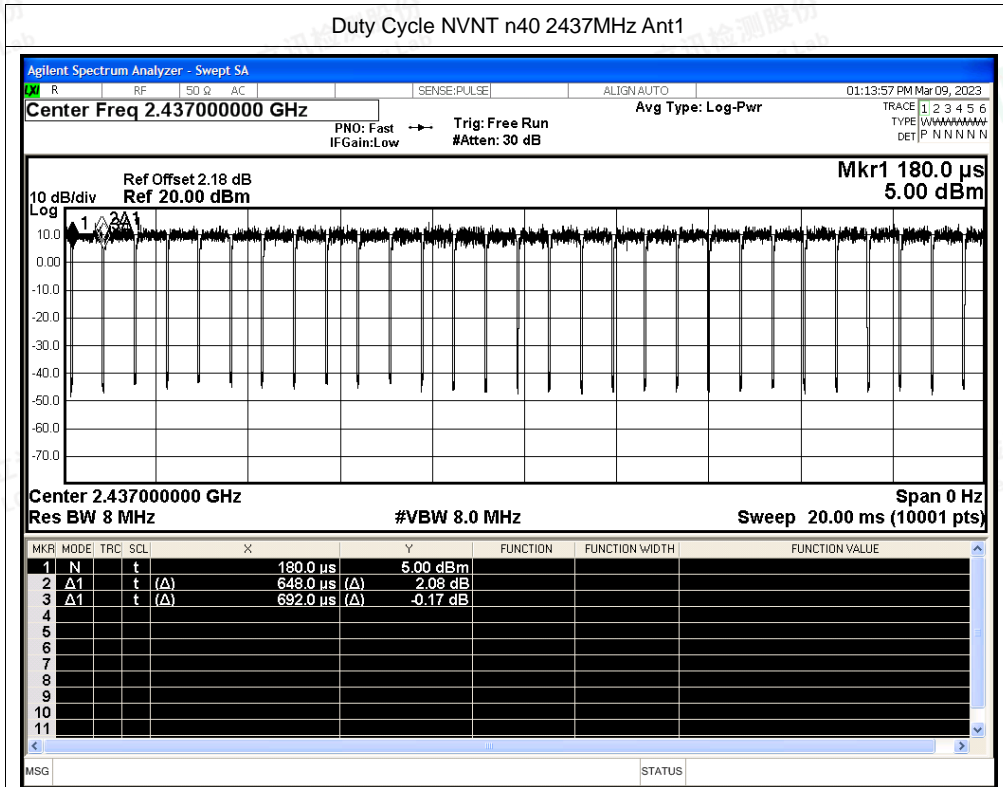 Duty Cycle NVNT n40 2437MHz Ant1
Agilent Spectrum Analyzer - Swept SA
LXI R RF 50 Ω AC SENSE:PULSE ALIGN AUTO 01:13:57 PM Mar 09, 2023
Center Freq 2.437000000 GHz Avg Type: Log-Pwr TRACE 1 2 3 4 5 6
PNO: Fast Trig: Free Run TYPE WWWWWW
IFGain:Low #Atten: 30 dB DET P N N N N N
Mkr1 180.0 µs
Ref Offset 2.18 dB
10 dB/div Ref 20.00 dBm 5.00 dBm
Log
1 2Δ1
10.0
0.00
-10.0
-20.0
-30.0
-40.0
-50.0
-60.0
-70.0
Center 2.437000000 GHz Span 0 Hz
Res BW 8 MHz #VBW 8.0 MHz Sweep 20.00 ms (10001 pts)
MKR MODE TRC SCL X Y FUNCTION FUNCTION WIDTH FUNCTION VALUE
1 N t 180.0 µs 5.00 dBm
2 Δ1 t (Δ) 648.0 µs (Δ) 2.08 dB
3 Δ1 t (Δ) 692.0 µs (Δ) -0.17 dB
4
5
6
7
8
9
10
11
MSG STATUS